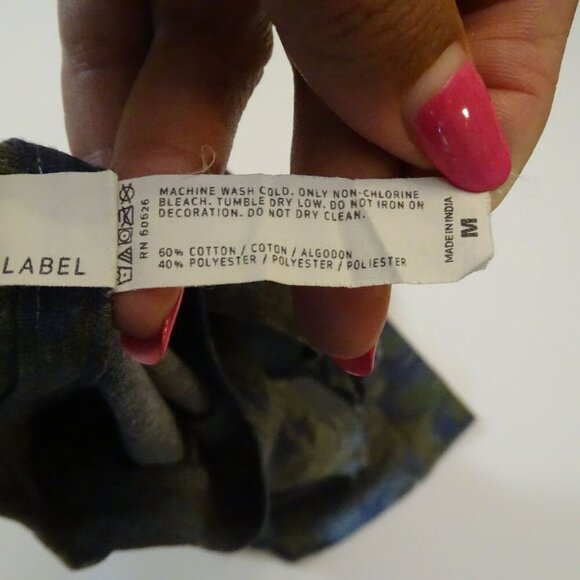 LABEL
RN 60626
MACHINE WASH COLD. ONLY NON-CHLORINE
BLEACH. TUMBLE DRY LOW. DO NOT IRON ON
DECORATION. DO NOT DRY CLEAN.
60% COTTON / COTON / ALGODON
40% POLYESTER / POLYESTER / POLIESTER
MADE IN INDIA
M